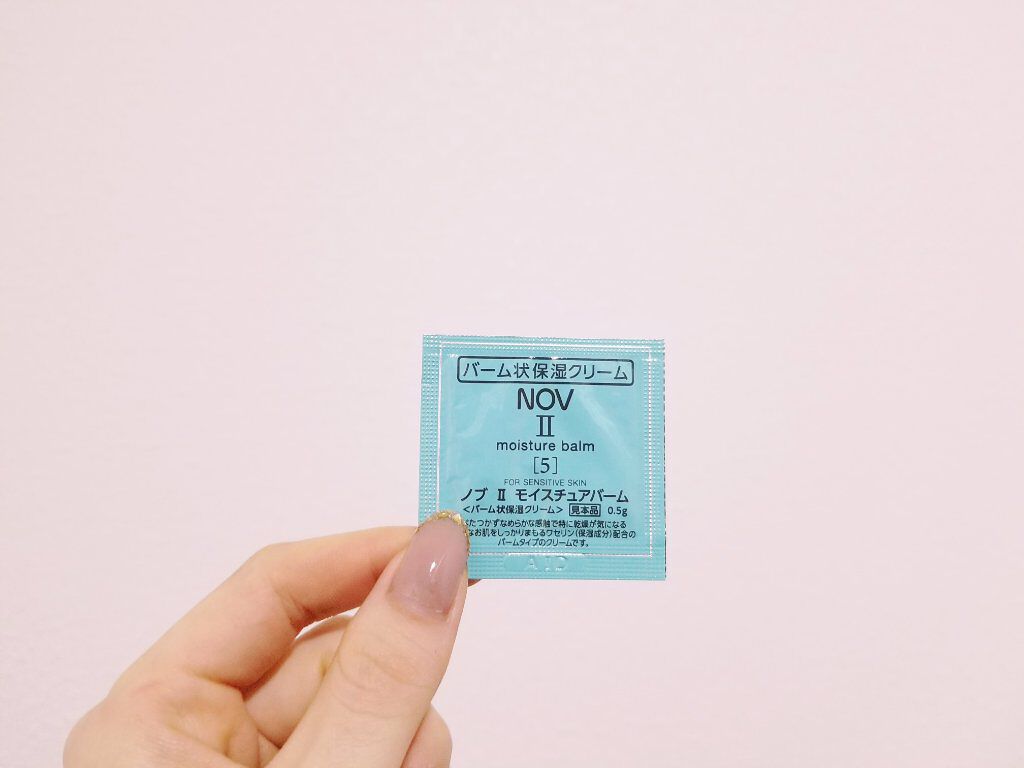 バーム状保湿クリーム
NOV
Ⅱ
moisture balm
[5]
FOR SENSITIVE SKIN
ノブ Ⅱ モイスチュアバーム
＜バーム状保湿クリーム＞ 見本品 0.5g
たつかずなめらかな感触で特に乾燥が気になる
なお肌をしっかりまもるワセリン(保湿成分)配合の
バームタイプのクリームです。
A1D